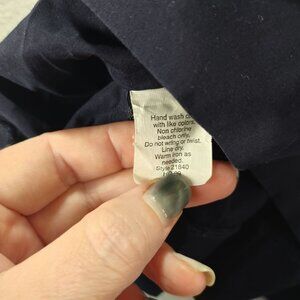 Hand wash
with like colors.
Non chlorine
bleach only.
Do not wring or twist.
Line dry.
Warm iron as
needed.
Style 21840